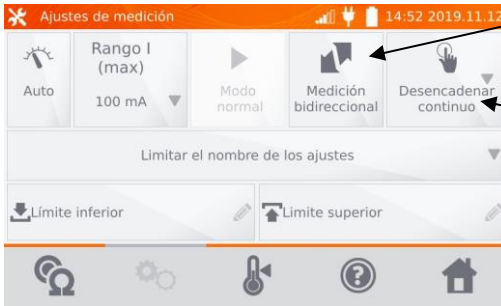 Ajustes de medición 14:52 2019.11.12
Rango I
(max)
100 mA
Auto
Modo
normal
Medición
bidireccional
Desencadenar
continuo
Limitar el nombre de los ajustes
Límite inferior
Limite superior